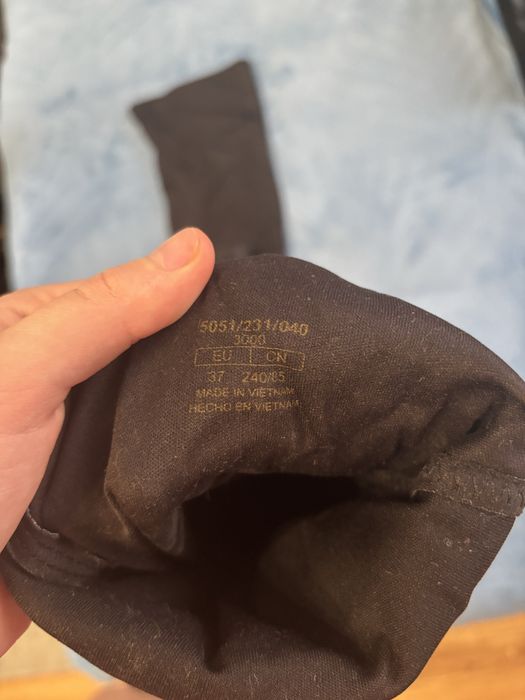 5051/231/040
3000
EU CN
37 240/85
MADE IN VIETNAM
HECHO EN VIETNAM